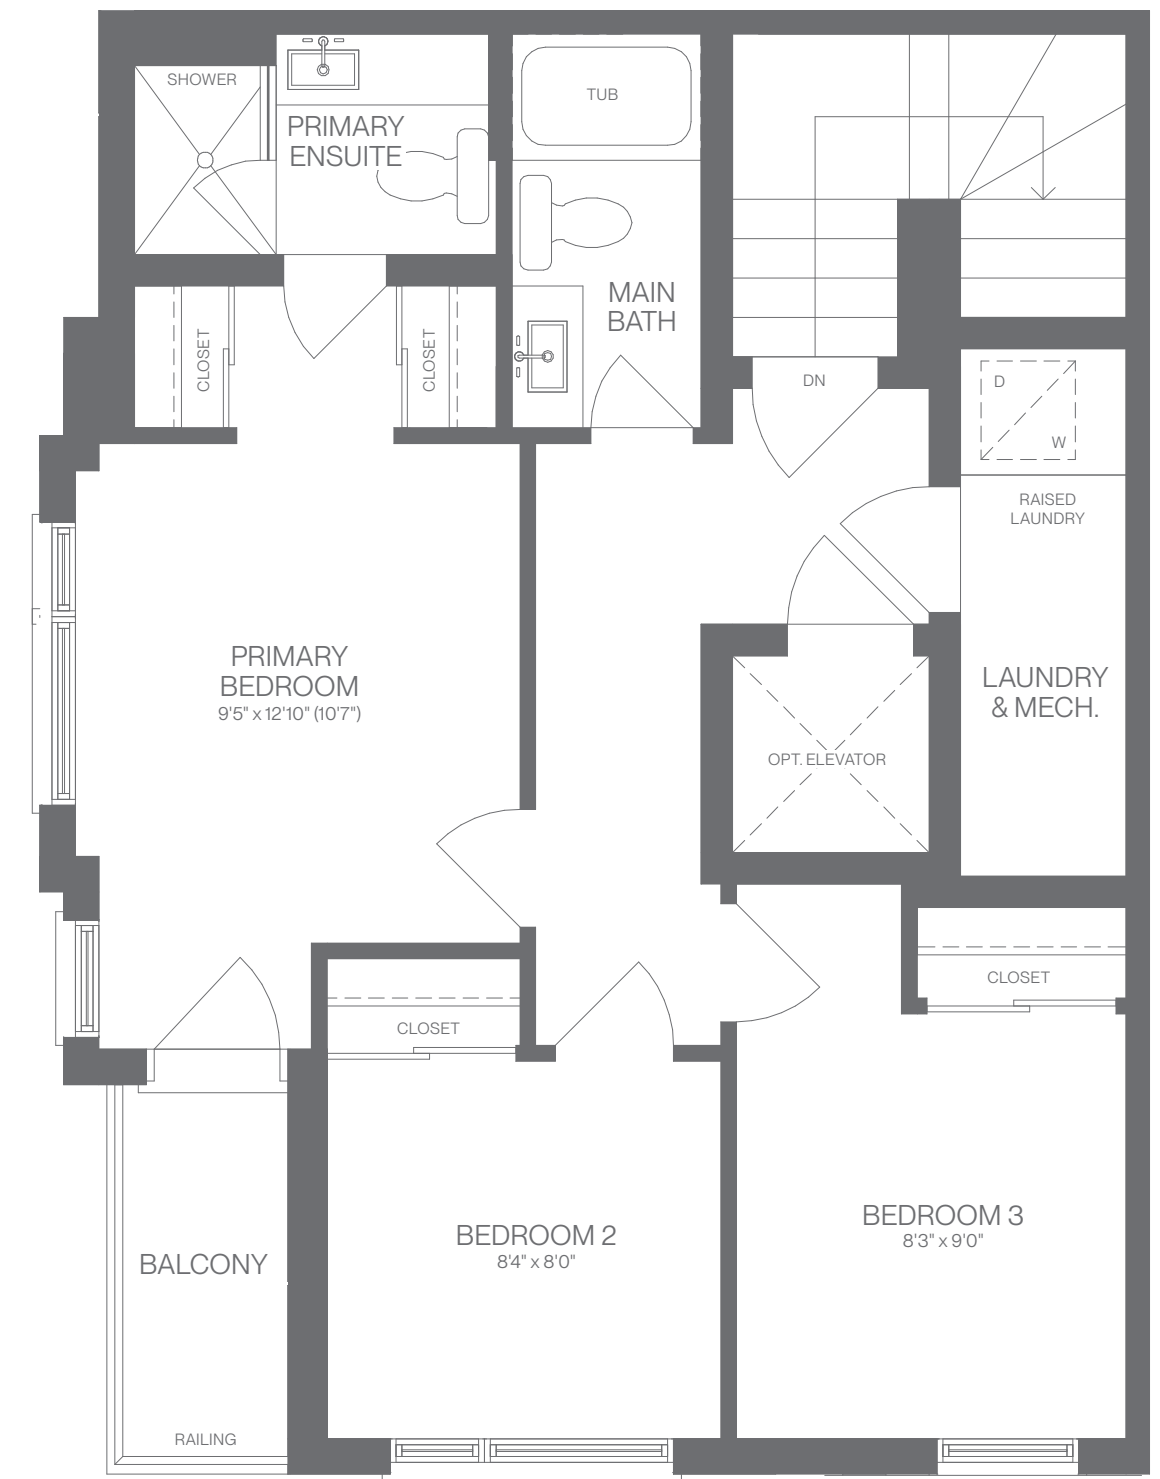 SHOWER
PRIMARY
ENSUITE
TUB
MAIN
BATH
CLOSET
CLOSET
DN
D
W
RAISED
LAUNDRY
PRIMARY
BEDROOM
9'5" x 12'10" (10'7")
LAUNDRY
& MECH.
OPT. ELEVATOR
CLOSET
CLOSET
BEDROOM 2
8'4" x 8'0"
BEDROOM 3
8'3" x 9'0"
BALCONY
RAILING